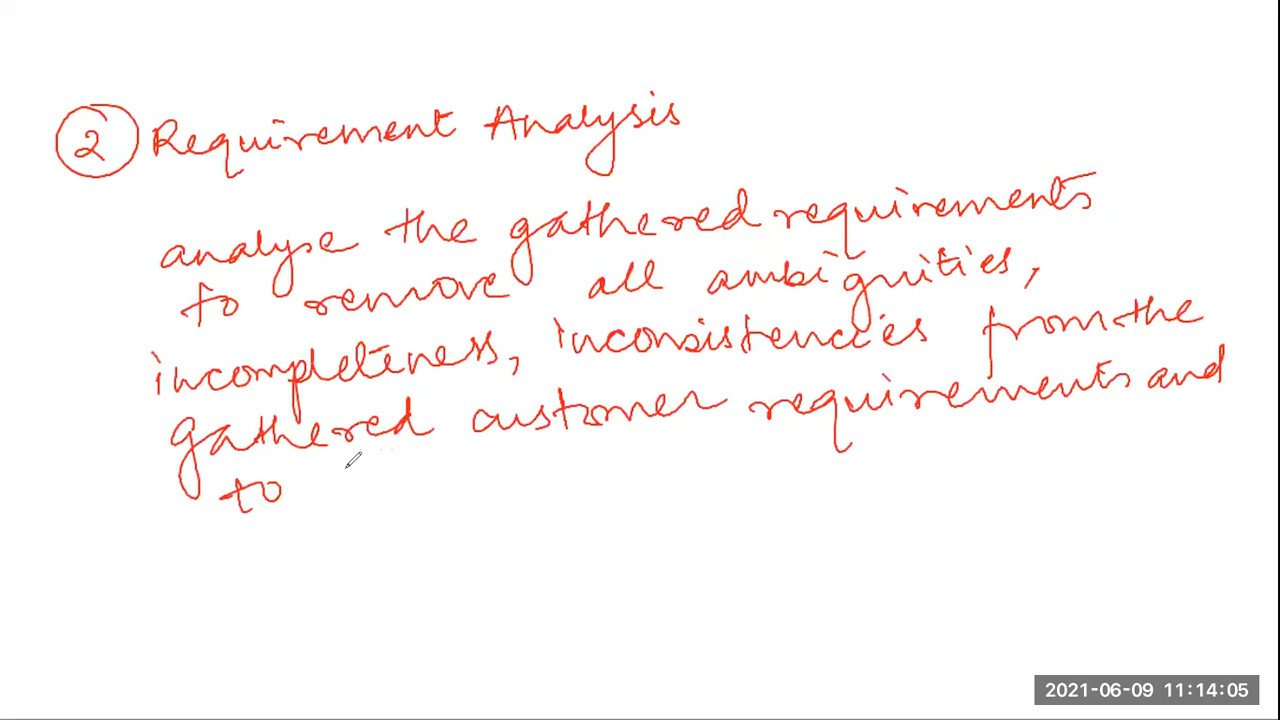 2 Requirement Analysis
analyse the gathered requirements
to remove all ambiguities,
incompleteness, inconsistencies from the
gathered customer requirements and
to
2021-06-09 11:14:05